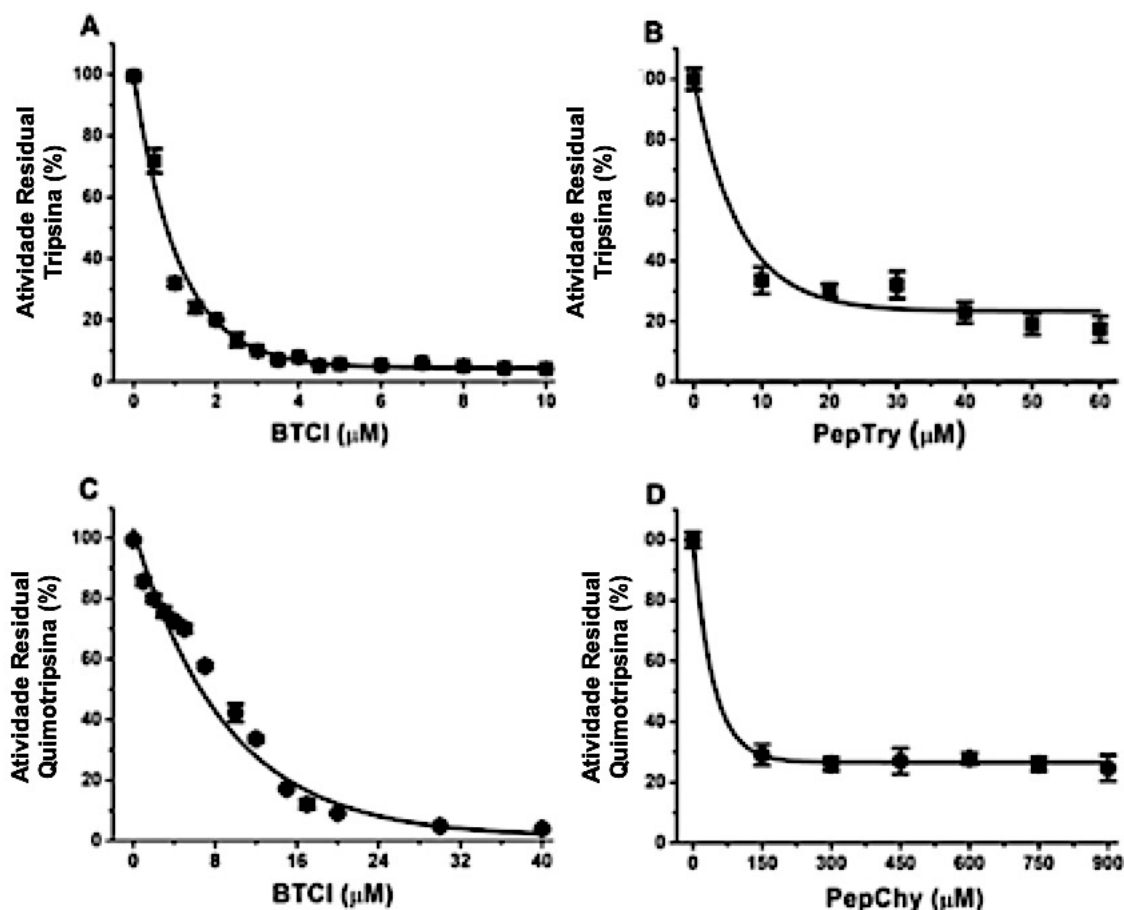 A
Atividade Residual
Tripsina (%)
100
80
60
40
20
0
0 2 4 6 8 10
BTCI (μM)
B
Atividade Residual
Tripsina (%)
00
80
60
40
20
0
0 10 20 30 40 50 60
PepTry (μM)
C
Atividade Residual
Quimotripsina (%)
100
80
60
40
20
0
0 8 16 24 32 40
BTCI (μM)
D
Atividade Residual
Quimotripsina (%)
00
80
60
40
20
0
0 150 300 450 600 750 900
PepChy (μM)